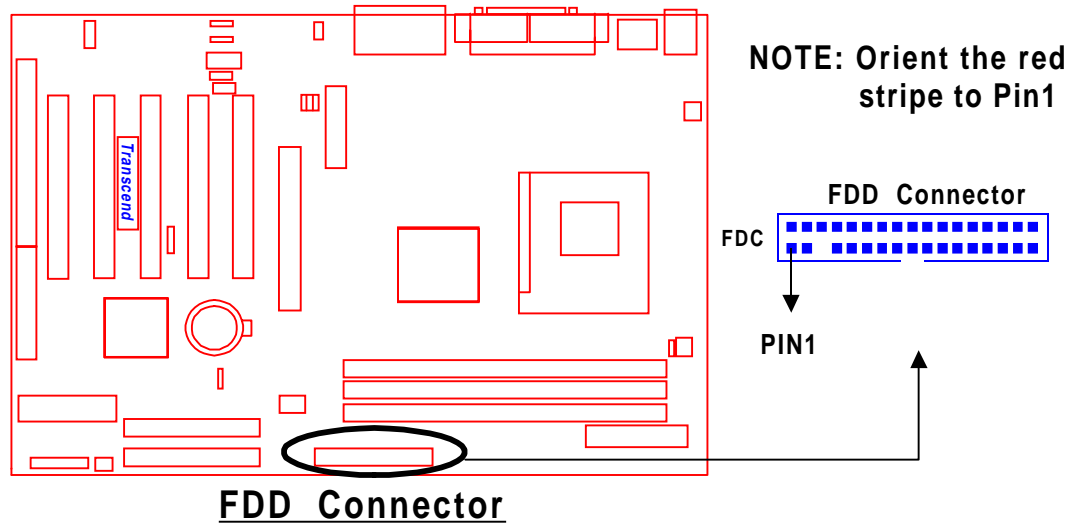 NOTE: Orient the red
stripe to Pin1
Transcend
FDD Connector
FDC
PIN1
FDD Connector